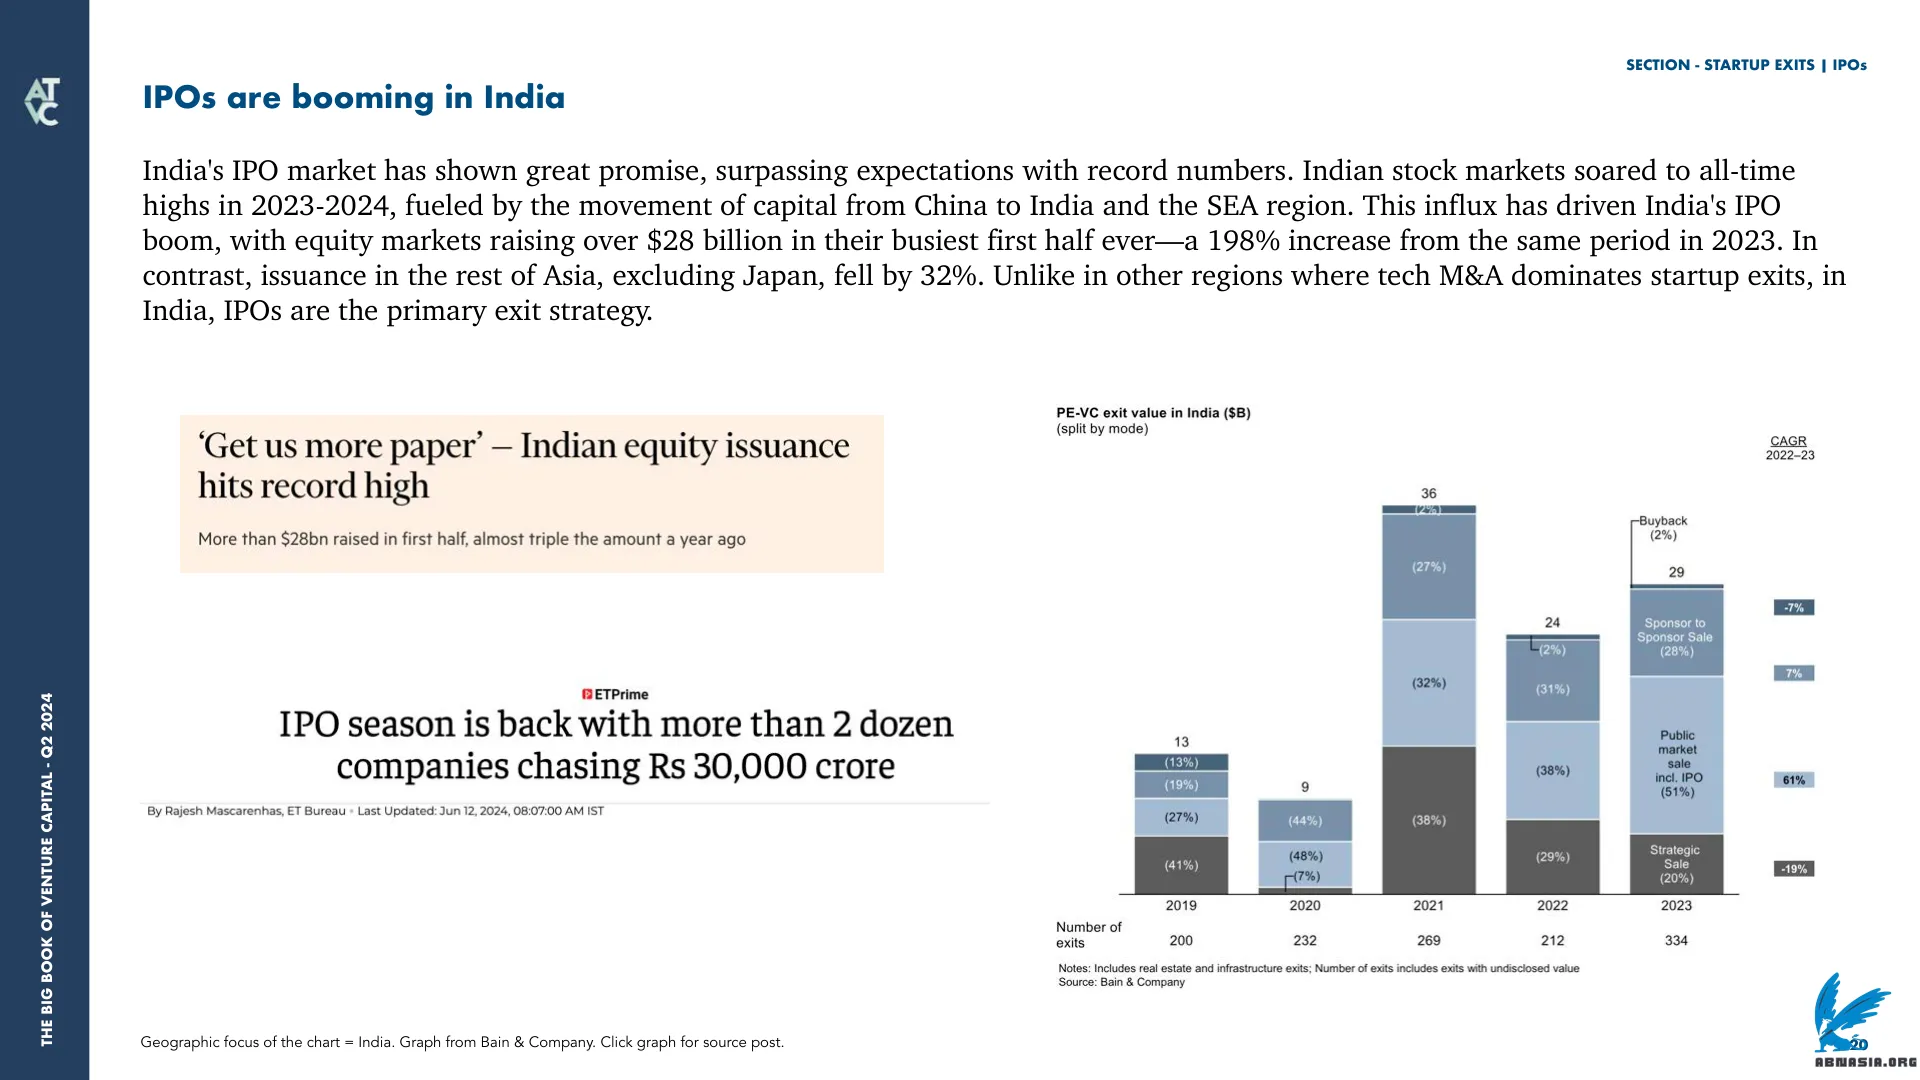 AT
VC
SECTION - STARTUP EXITS | IPOs
IPOs are booming in India
India's IPO market has shown great promise, surpassing expectations with record numbers. Indian stock markets soared to all-time
highs in 2023-2024, fueled by the movement of capital from China to India and the SEA region. This influx has driven India's IPO
boom, with equity markets raising over $28 billion in their busiest first half ever—a 198% increase from the same period in 2023. In
contrast, issuance in the rest of Asia, excluding Japan, fell by 32%. Unlike in other regions where tech M&A dominates startup exits, in
India, IPOs are the primary exit strategy.
‘Get us more paper’ – Indian equity issuance
hits record high
More than $28bn raised in first half, almost triple the amount a year ago
ETPrime
IPO season is back with more than 2 dozen
companies chasing Rs 30,000 crore
By Rajesh Mascarenhas, ET Bureau • Last Updated: Jun 12, 2024, 08:07:00 AM IST
PE-VC exit value in India ($B)
(split by mode)
CAGR
2022–23
13
(13%)
(19%)
(27%)
(41%)
9
(44%)
(48%)
(7%)
36
(2%)
(27%)
(32%)
(38%)
24
(2%)
(31%)
(38%)
(29%)
Buyback
(2%)
29
Sponsor to
Sponsor Sale
(28%)
Public
market
sale
incl. IPO
(51%)
Strategic
Sale
(20%)
-7%
7%
61%
-19%
2019 2020 2021 2022 2023
Number of
exits
200 232 269 212 334
Notes: Includes real estate and infrastructure exits; Number of exits includes exits with undisclosed value
Source: Bain & Company
Geographic focus of the chart = India. Graph from Bain & Company. Click graph for source post.
THE BIG BOOK OF VENTURE CAPITAL - Q2 2024
20
ABNASIA.ORG